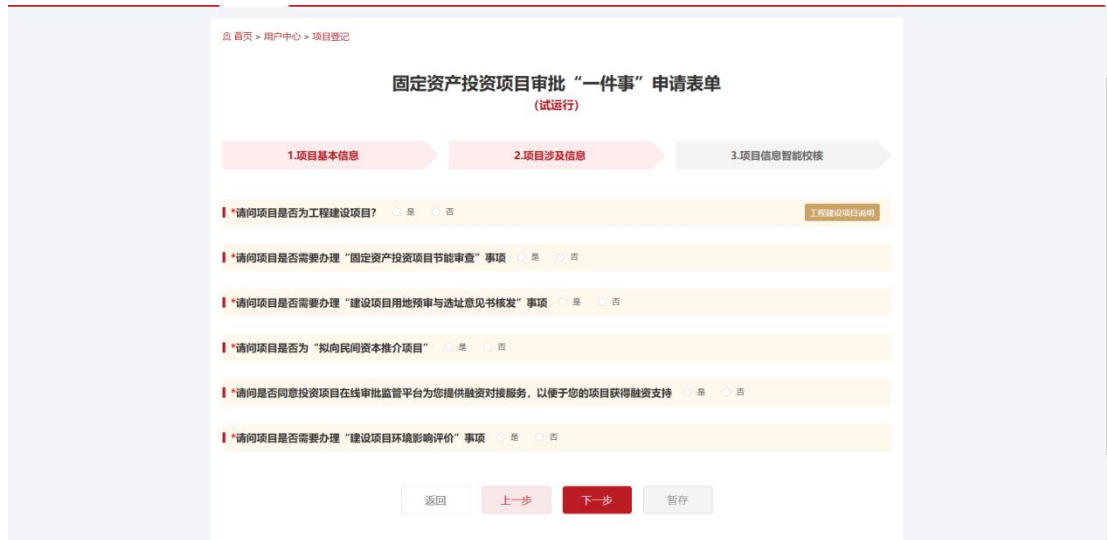 首页 > 用户中心 > 项目登记
固定资产投资项目审批“一件事”申请表单
(试运行)
1.项目基本信息 2.项目涉及信息 3.项目信息智能校核
*请问项目是否为工程建设项目? 是 否 工程建设项目说明
*请问项目是否需要办理“固定资产投资项目节能审查”事项 是 否
*请问项目是否需要办理“建设项目用地预审与选址意见书核发”事项 是 否
*请问项目是否为“拟向民间资本推介项目” 是 否
*请问是否同意投资项目在线审批监管平台为您提供融资对接服务，以便于您的项目获得融资支持 是 否
*请问项目是否需要办理“建设项目环境影响评价”事项 是 否
返回 上一步 下一步 暂存